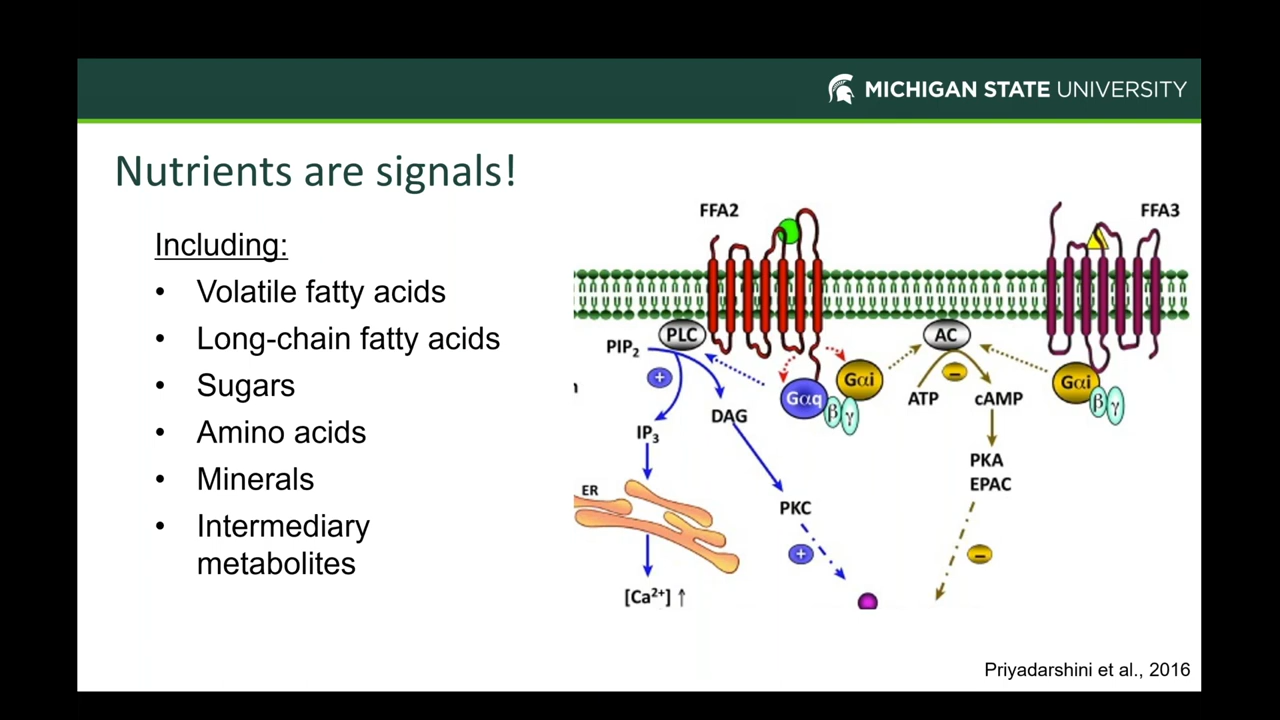 MICHIGAN STATE UNIVERSITY
Nutrients are signals!
Including:
• Volatile fatty acids
• Long-chain fatty acids
• Sugars
• Amino acids
• Minerals
• Intermediary
metabolites
FFA2
FFA3
PLC
AC
PIP₂
+
Gαq
β γ
Gαi
−
Gαi
β γ
ATP
cAMP
DAG
IP₃
PKA
EPAC
ER
PKC
+
−
[Ca²⁺] ↑
Priyadarshini et al., 2016